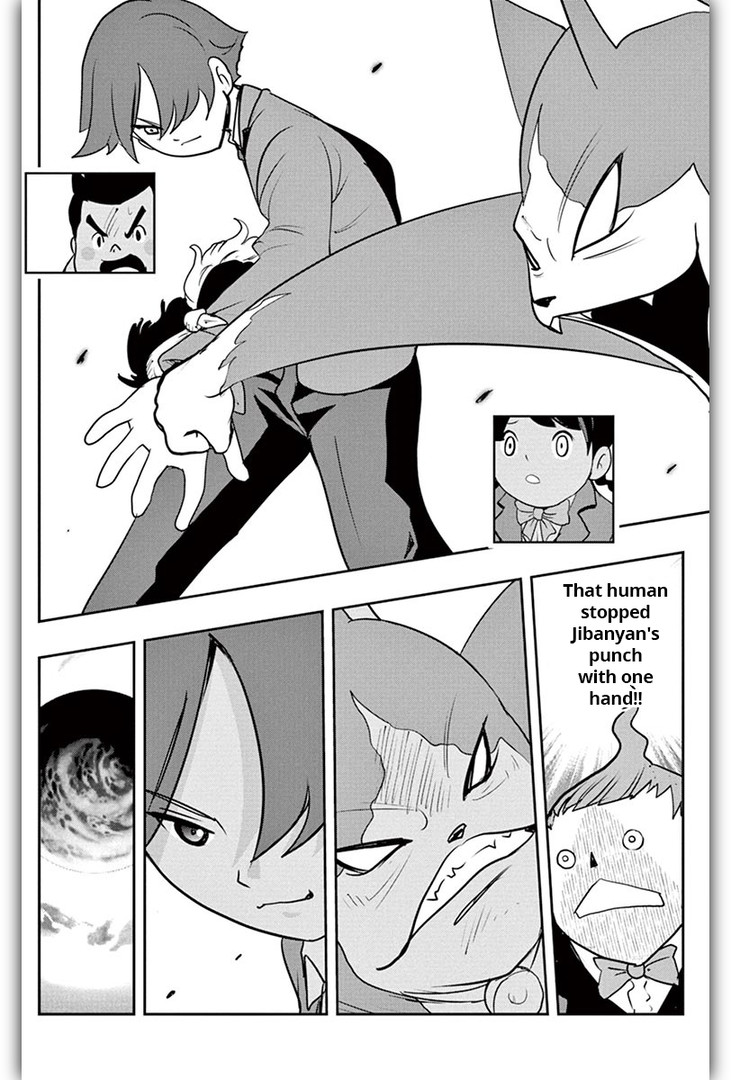 That human
stopped
Jibanyan's
punch
with one
hand!!